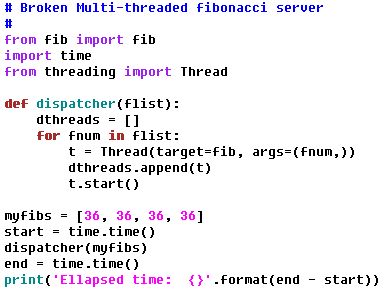 # Broken Multi-threaded fibonacci server
#
from fib import fib
import time
from threading import Thread

def dispatcher(flist):
    dthreads = []
    for fnum in flist:
        t = Thread(target=fib, args=(fnum,))
        dthreads.append(t)
        t.start()

myfibs = [36, 36, 36, 36]
start = time.time()
dispatcher(myfibs)
end = time.time()
print('Ellapsed time:  {}'.format(end - start))